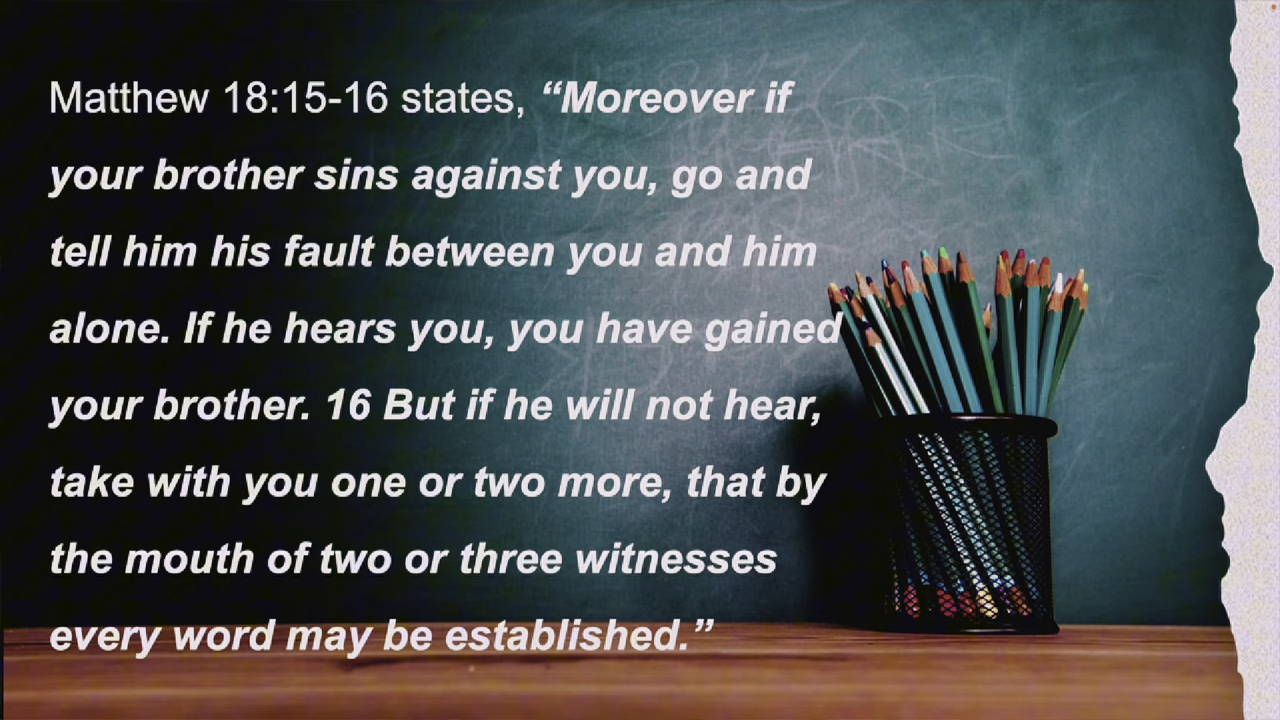 Matthew 18:15-16 states, “Moreover if
your brother sins against you, go and
tell him his fault between you and him
alone. If he hears you, you have gained
your brother. 16 But if he will not hear,
take with you one or two more, that by
the mouth of two or three witnesses
every word may be established.”